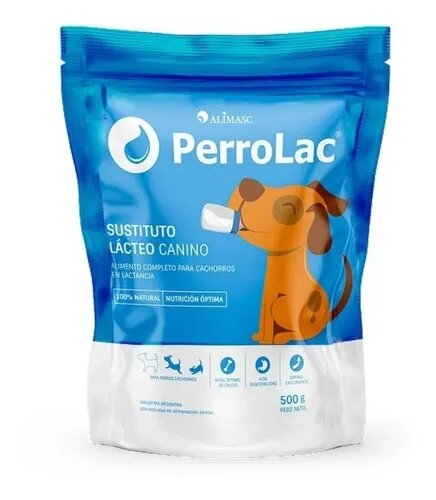 ALIMASC
PerroLac®
SUSTITUTO
LÁCTEO CANINO
ALIMENTO COMPLETO PARA CACHORROS
EN LACTANCIA
100% NATURAL NUTRICIÓN ÓPTIMA
PARA PERROS CACHORROS
NIVEL ÓPTIMO
DE CALCIO
ALTA
DIGESTIBILIDAD
ÓPTIMO
CRECIMIENTO
INDUSTRIA ARGENTINA
USO EXCLUSIVO EN ALIMENTACIÓN ANIMAL
500 g
PESO NETO.